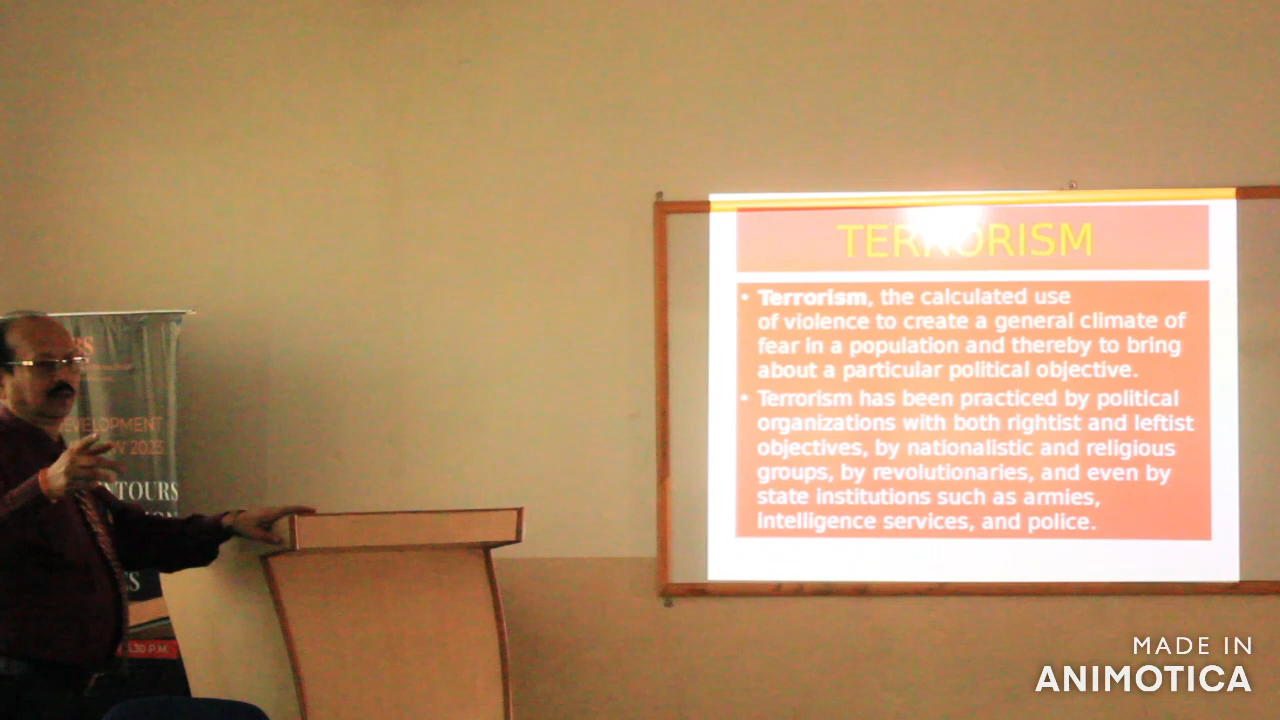 TERRORISM
• Terrorism, the calculated use
of violence to create a general climate of
fear in a population and thereby to bring
about a particular political objective.
• Terrorism has been practiced by political
organizations with both rightist and leftist
objectives, by nationalistic and religious
groups, by revolutionaries, and even by
state institutions such as armies,
intelligence services, and police.
2023
P.M.
MADE IN
ANIMOTICA